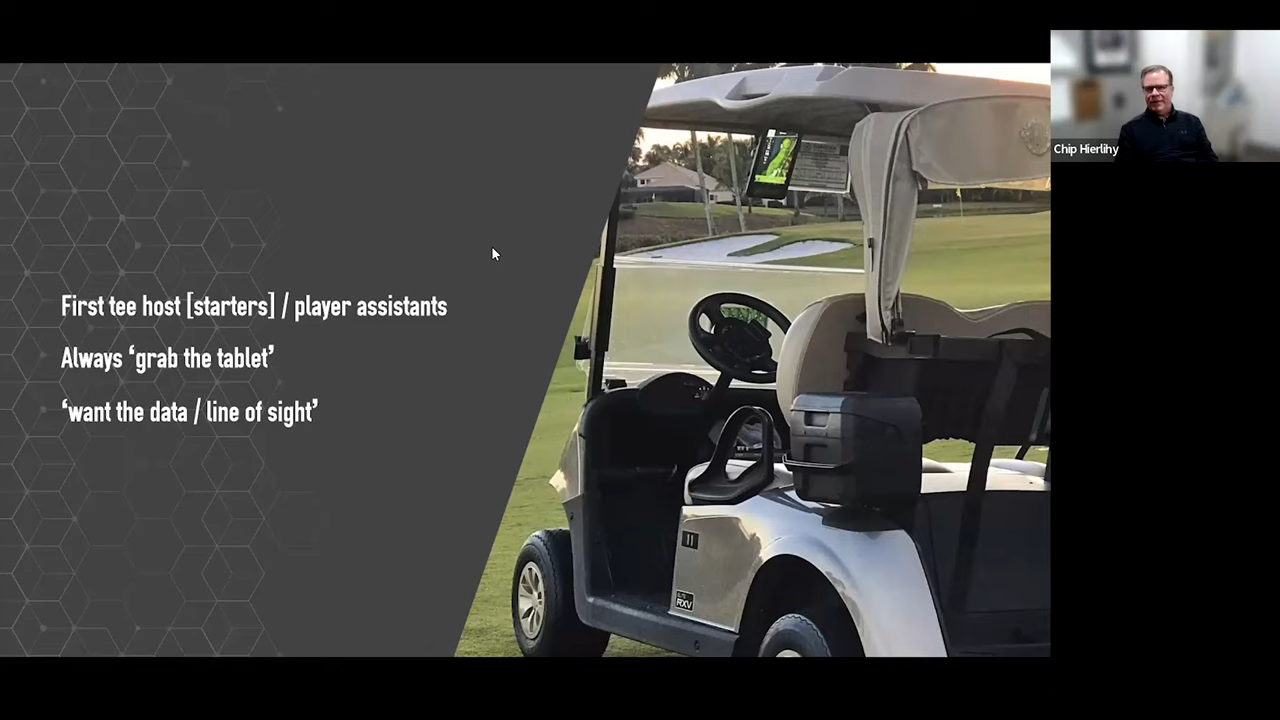 First tee host [starters] / player assistants
Always ‘grab the tablet’
‘want the data / line of sight’
Chip Hierlihy
11
RXV